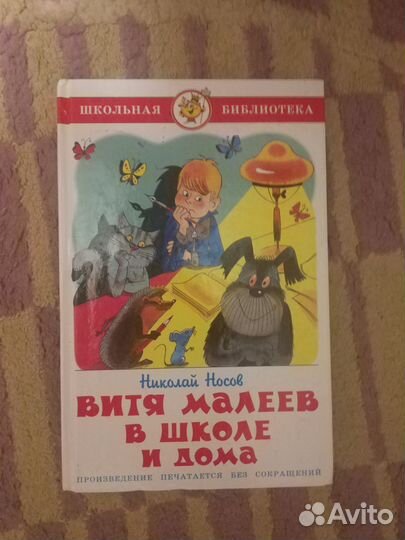 ШКОЛЬНАЯ БИБЛИОТЕКА
Николай Носов
ВИТЯ МАЛЕЕВ
В ШКОЛЕ
И ДОМА
ПРОИЗВЕДЕНИЕ ПЕЧАТАЕТСЯ БЕЗ СОКРАЩЕНИЙ
Avito